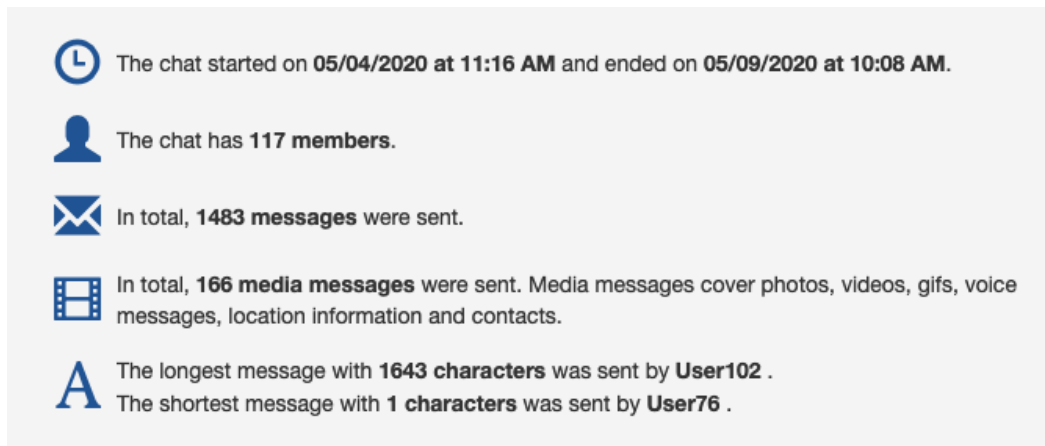 The chat started on 05/04/2020 at 11:16 AM and ended on 05/09/2020 at 10:08 AM.
The chat has 117 members.
In total, 1483 messages were sent.
In total, 166 media messages were sent. Media messages cover photos, videos, gifs, voice
messages, location information and contacts.
The longest message with 1643 characters was sent by User102 .
The shortest message with 1 characters was sent by User76 .